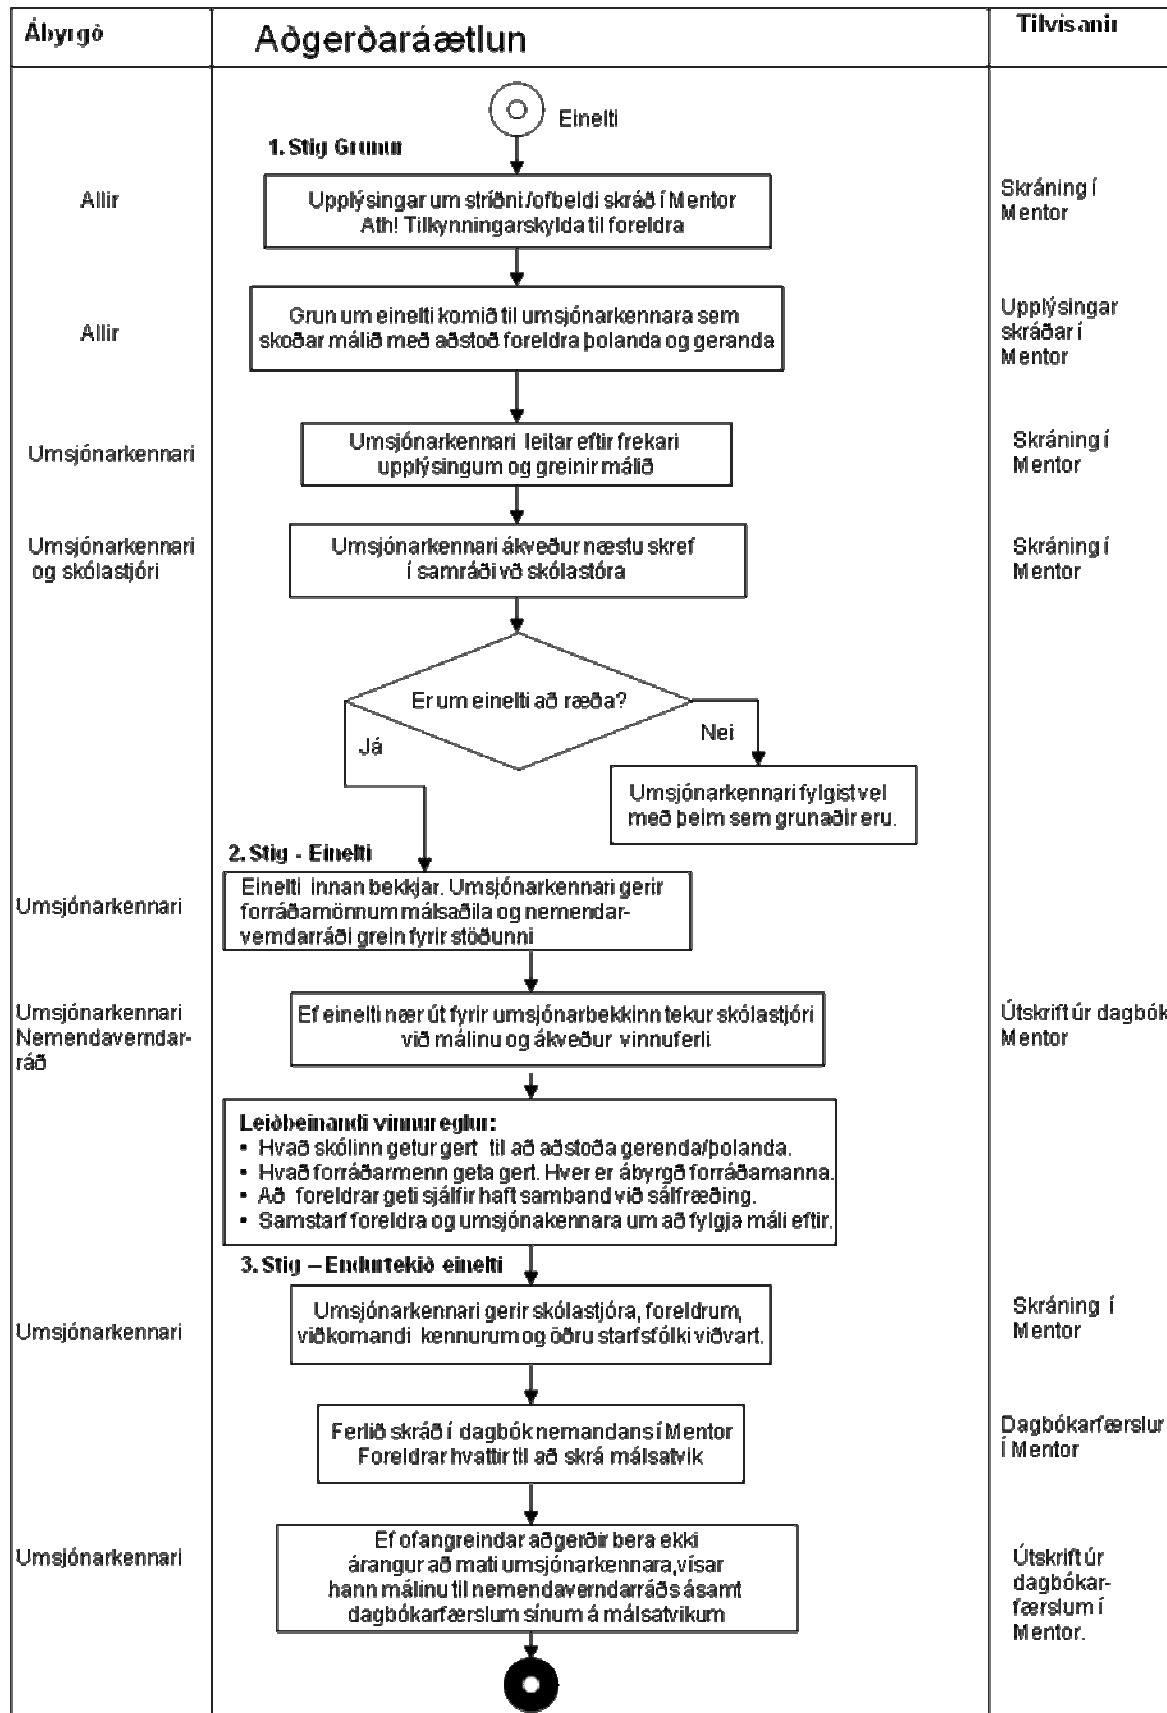 Ábyrgð
Aðgerðaráætlun
Tilvísanir
Einelti
1. Stig Grunur
Allir
Upplýsingar um stríðni./ofbeldi skráð í Mentor
Ath! Tilkynningarskylda til foreldra
Skráning í
Mentor
Allir
Grun um einelti komið til umsjónarkennara sem
skoðar málið með aðstoð foreldra þolanda og geranda
Upplýsingar
skráðar í
Mentor
Umsjónarkennari
Umsjónarkennari leitar eftir frekari
upplýsingum og greinir málið
Skráning í
Mentor
Umsjónarkennari
og skólastjóri
Umsjónarkennari ákveður næstu skref
í samráði við skólastóra
Skráning í
Mentor
Er um einelti að ræða?
Já
Nei
Umsjónarkennari fylgist vel
með þeim sem grunaðir eru.
2. Stig - Einelti
Umsjónarkennari
Einelti innan bekkjar. Umsjónarkennari gerir
forráðamönnum málsaðila og nemendar-
verndarráði grein fyrir stöðunni
Umsjónarkennari
Nemendaverndar-
ráð
Ef einelti nær út fyrir umsjónarbekkinn tekur skólastjóri
við málinu og ákveður vinnuferli
Útskrift úr dagbók
Mentor
Leiðbeinandi vinnureglur:
• Hvað skólinn getur gert til að aðstoða gerenda/þolanda.
• Hvað forráðarmenn geta gert. Hver er ábyrgð forráðamanna.
• Að foreldrar geti sjálfir haft samband við sálfræðing.
• Samstarf foreldra og umsjónakennara um að fylgja máli eftir.
3. Stig – Endurtekið einelti
Umsjónarkennari
Umsjónarkennari gerir skólastjóra, foreldrum,
viðkomandi kennurum og öðru starfsfólki viðvart.
Skráning í
Mentor
Ferlið skráð í dagbók nemandans í Mentor
Foreldrar hvattir til að skrá málsatvik
Dagbókarfærslur
Í Mentor
Umsjónarkennari
Ef ofangreindar aðgerðir bera ekki
árangur að mati umsjónarkennara,vísar
hann málinu til nemendaverndarráðs ásamt
dagbókarfærslum sínum á málsatvikum
Útskrift úr
dagbókar-
færslum í
Mentor.